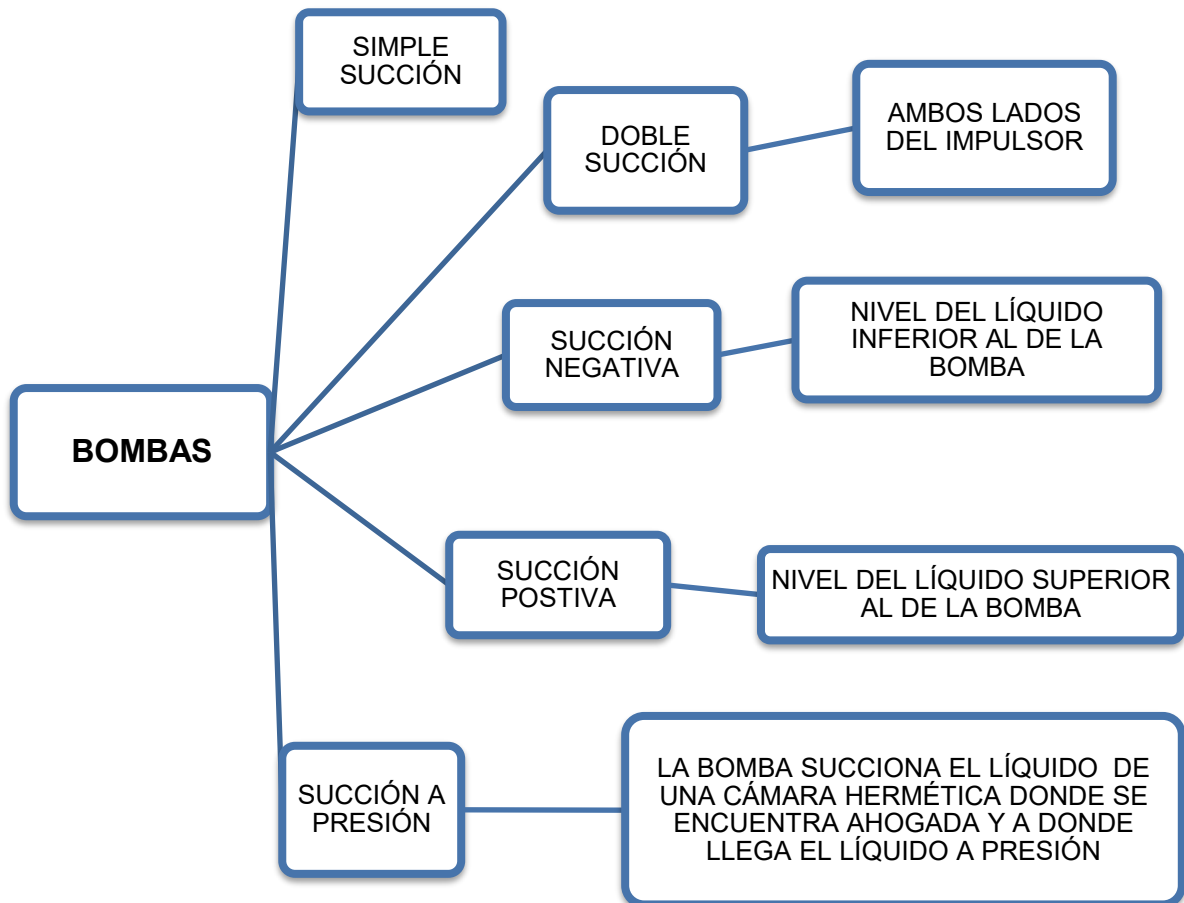 SIMPLE
SUCCIÓN
DOBLE
SUCCIÓN
AMBOS LADOS
DEL IMPULSOR
SUCCIÓN
NEGATIVA
NIVEL DEL LÍQUIDO
INFERIOR AL DE LA
BOMBA
BOMBAS
SUCCIÓN
POSTIVA
NIVEL DEL LÍQUIDO SUPERIOR
AL DE LA BOMBA
SUCCIÓN A
PRESIÓN
LA BOMBA SUCCIONA EL LÍQUIDO DE
UNA CÁMARA HERMÉTICA DONDE SE
ENCUENTRA AHOGADA Y A DONDE
LLEGA EL LÍQUIDO A PRESIÓN